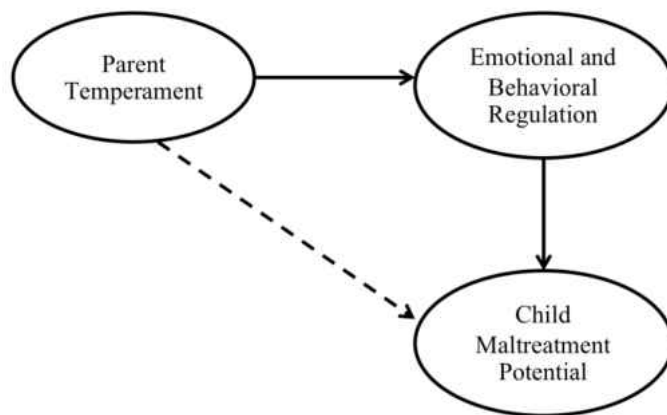 Parent
Temperament
Emotional and
Behavioral
Regulation
Child
Maltreatment
Potential